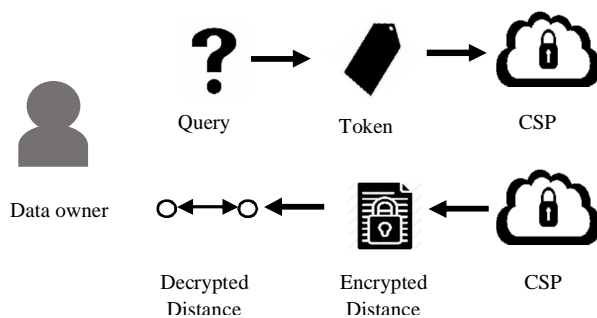 ?
Query
Token
CSP
Data owner
Decrypted
Distance
Encrypted
Distance
CSP